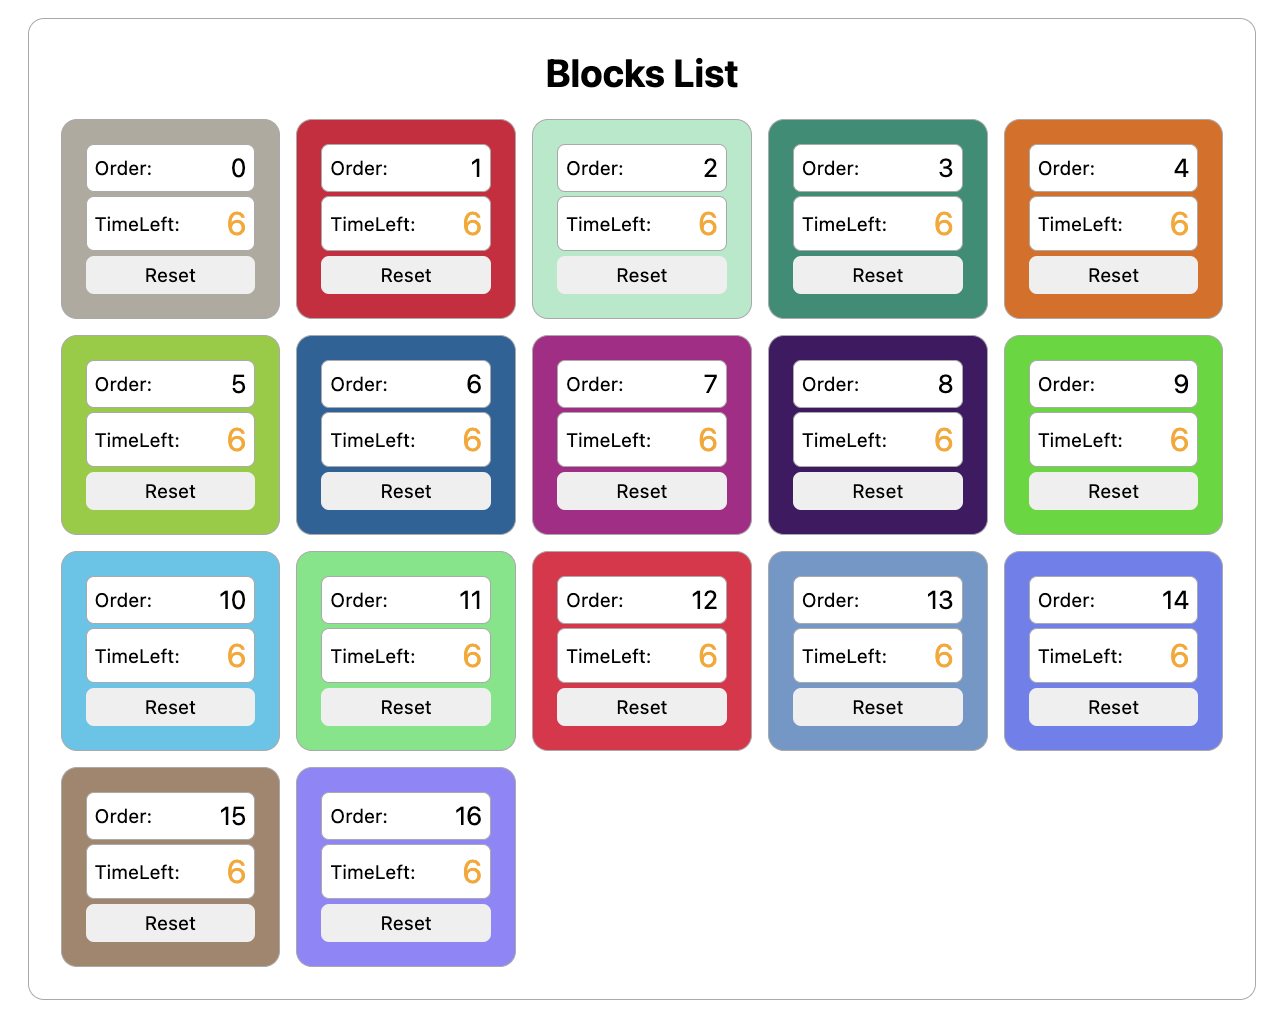 Blocks List
Order: 0
TimeLeft: 6
Reset
Order: 1
TimeLeft: 6
Reset
Order: 2
TimeLeft: 6
Reset
Order: 3
TimeLeft: 6
Reset
Order: 4
TimeLeft: 6
Reset
Order: 5
TimeLeft: 6
Reset
Order: 6
TimeLeft: 6
Reset
Order: 7
TimeLeft: 6
Reset
Order: 8
TimeLeft: 6
Reset
Order: 9
TimeLeft: 6
Reset
Order: 10
TimeLeft: 6
Reset
Order: 11
TimeLeft: 6
Reset
Order: 12
TimeLeft: 6
Reset
Order: 13
TimeLeft: 6
Reset
Order: 14
TimeLeft: 6
Reset
Order: 15
TimeLeft: 6
Reset
Order: 16
TimeLeft: 6
Reset